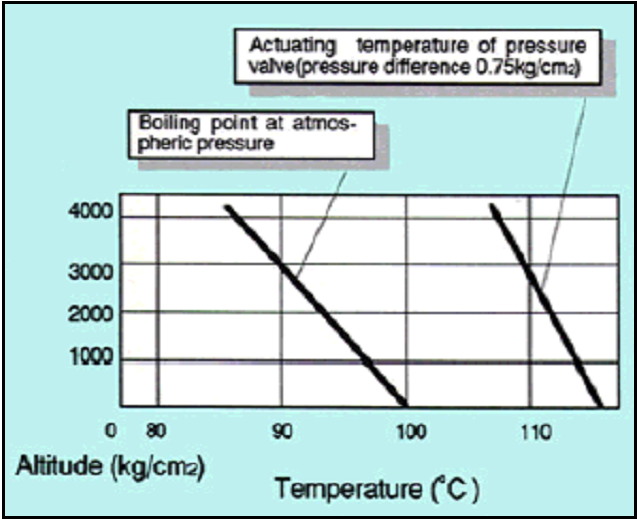 Actuating temperature of pressure
valve(pressure difference 0.75kg/cm2)
Boiling point at atmos-
pheric pressure
4000
3000
2000
1000
0 80 90 100 110
Altitude (kg/cm2)
Temperature (°C)